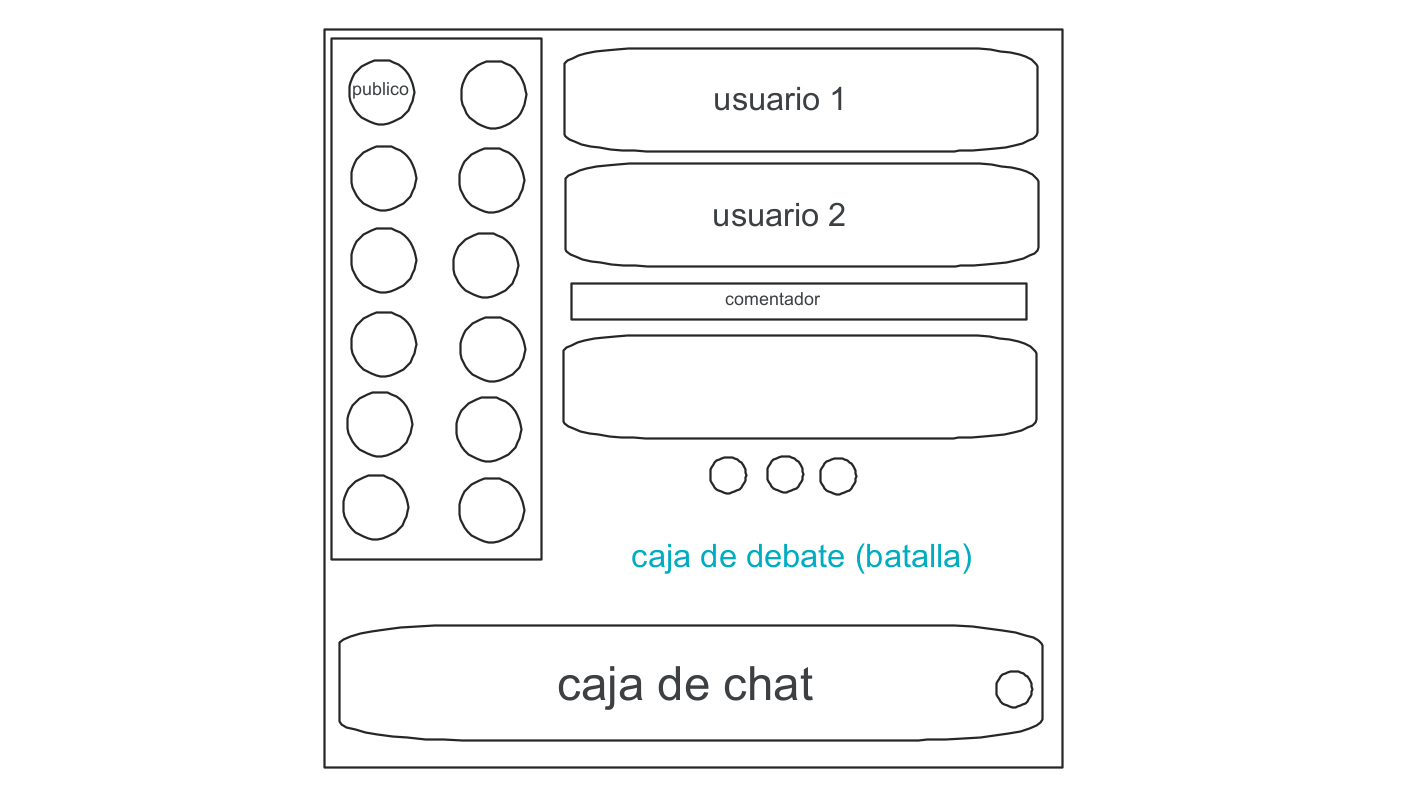 publico
usuario 1
usuario 2
comentador
caja de debate (batalla)
caja de chat